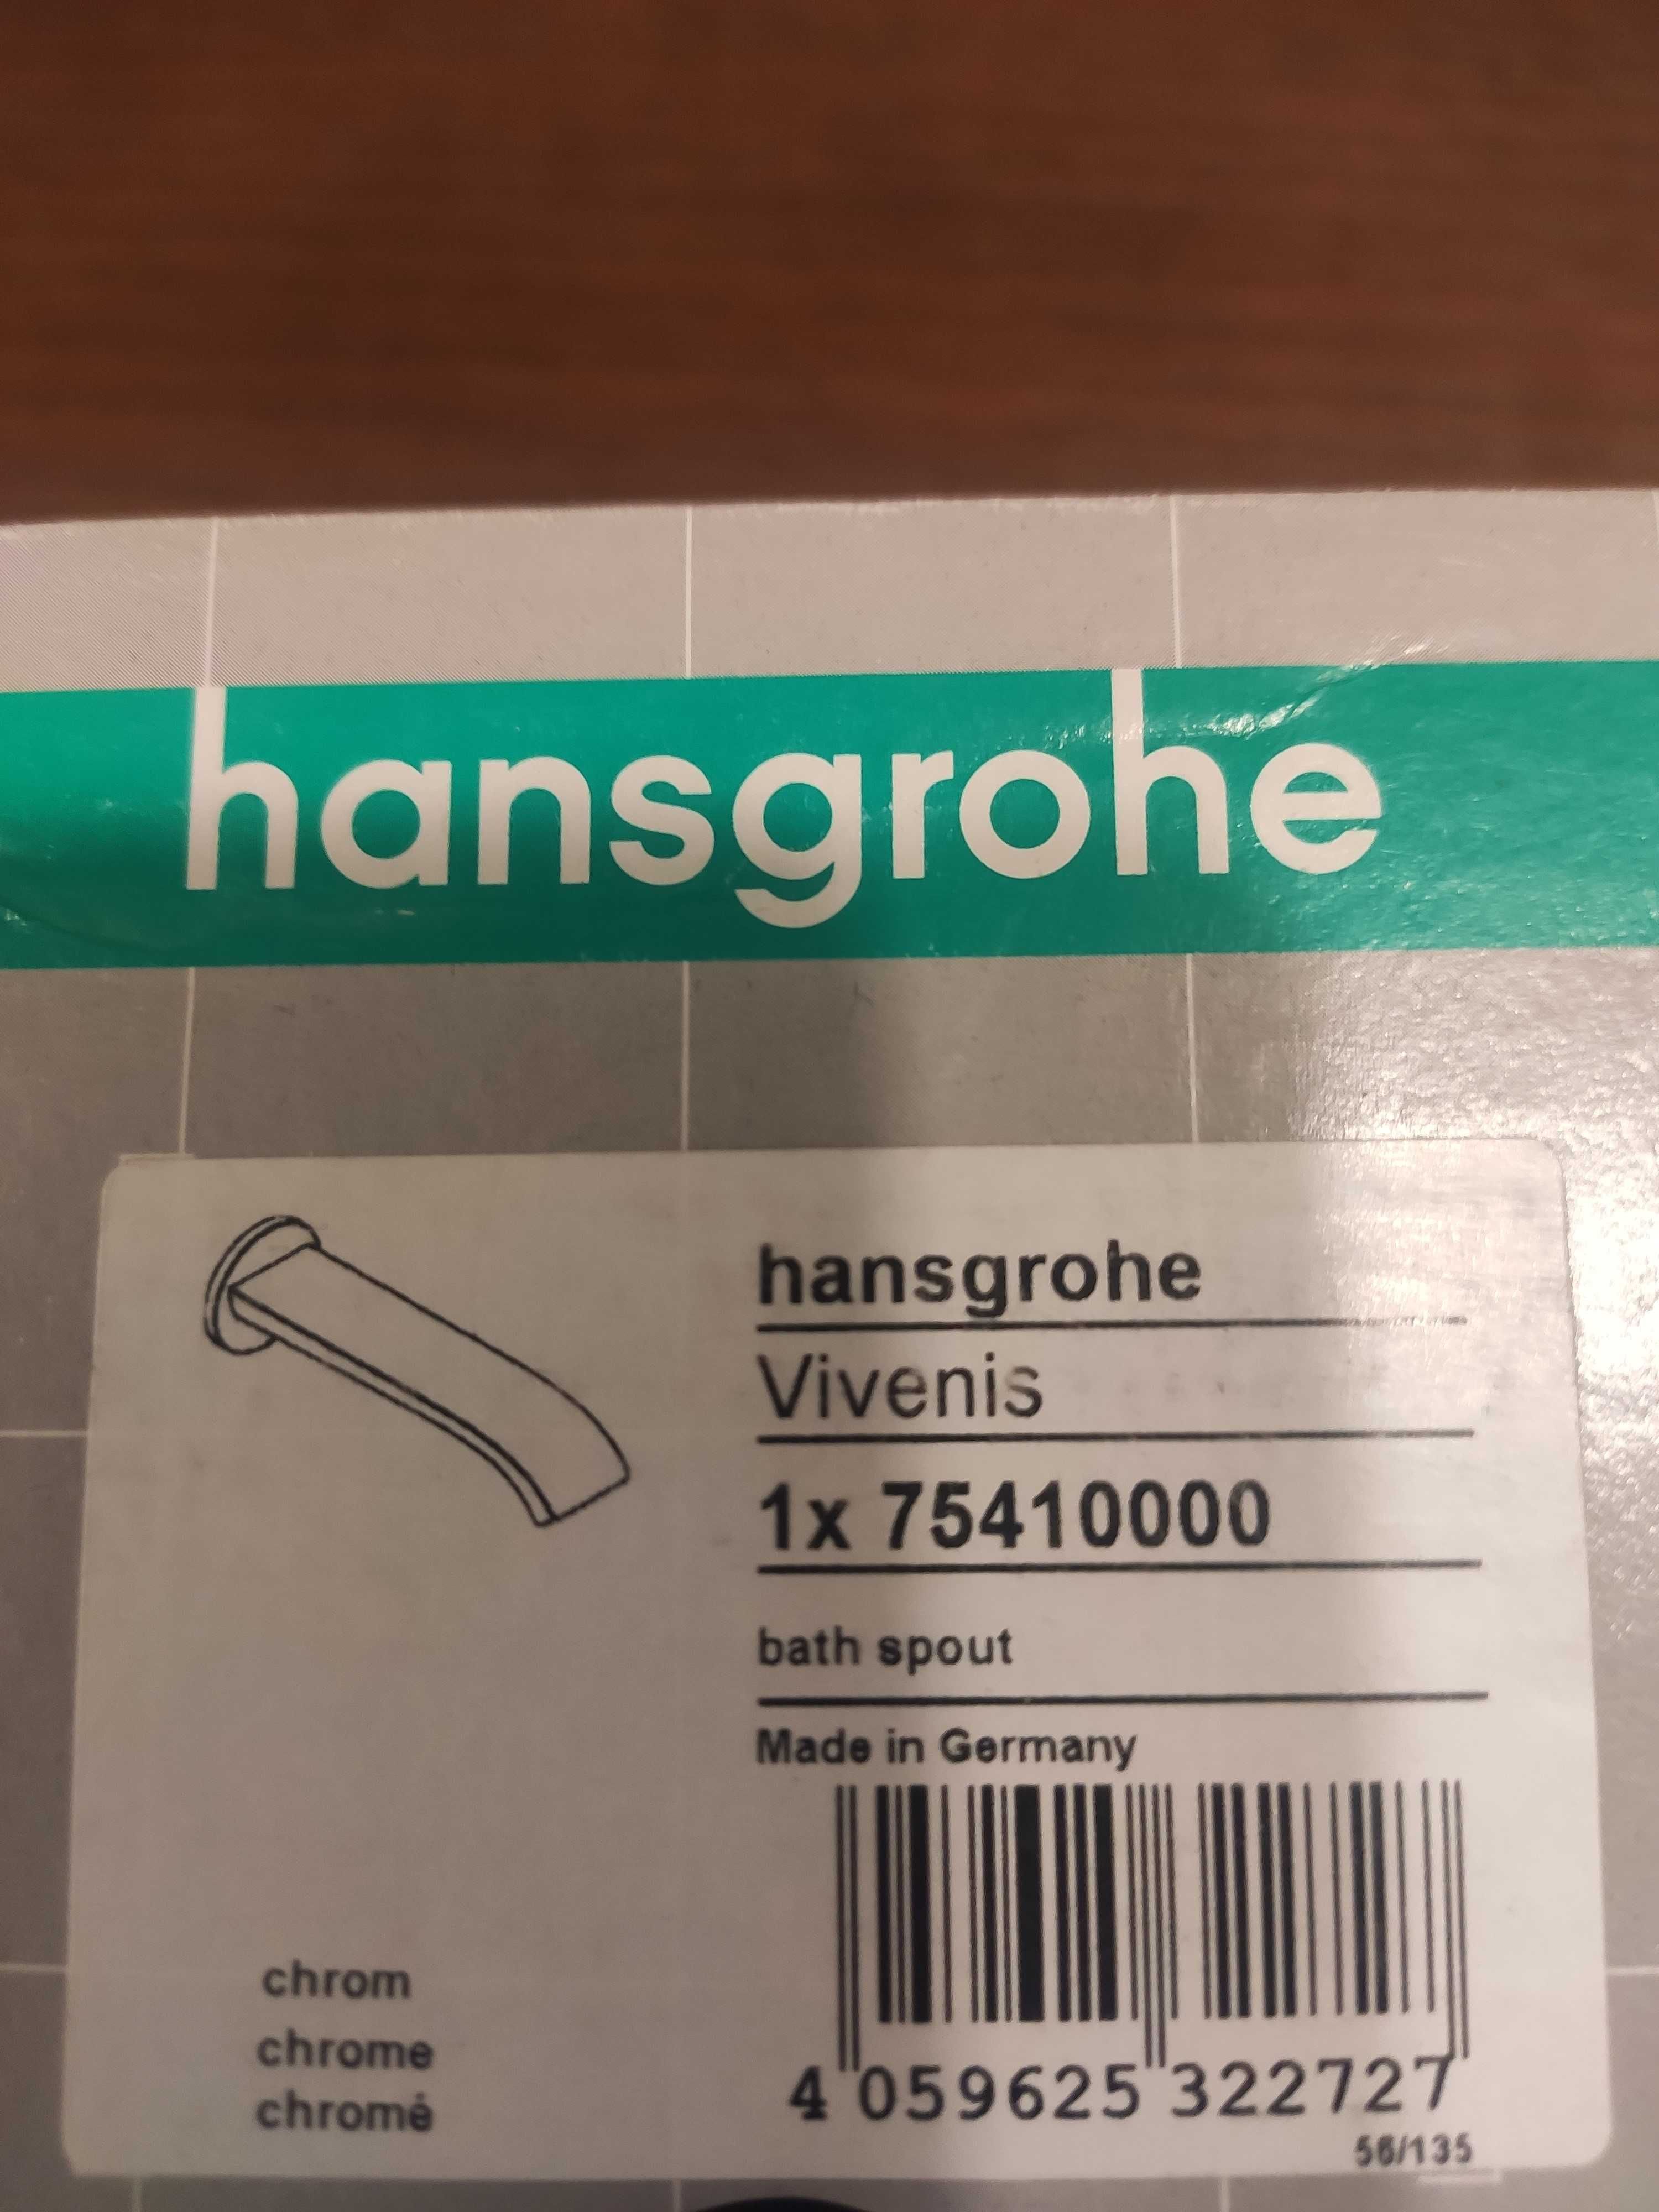 hansgrohe
hansgrohe
Vivenis
1x 75410000
bath spout
Made in Germany
chrom
chrome
chromé
4 059625 322727
56/135